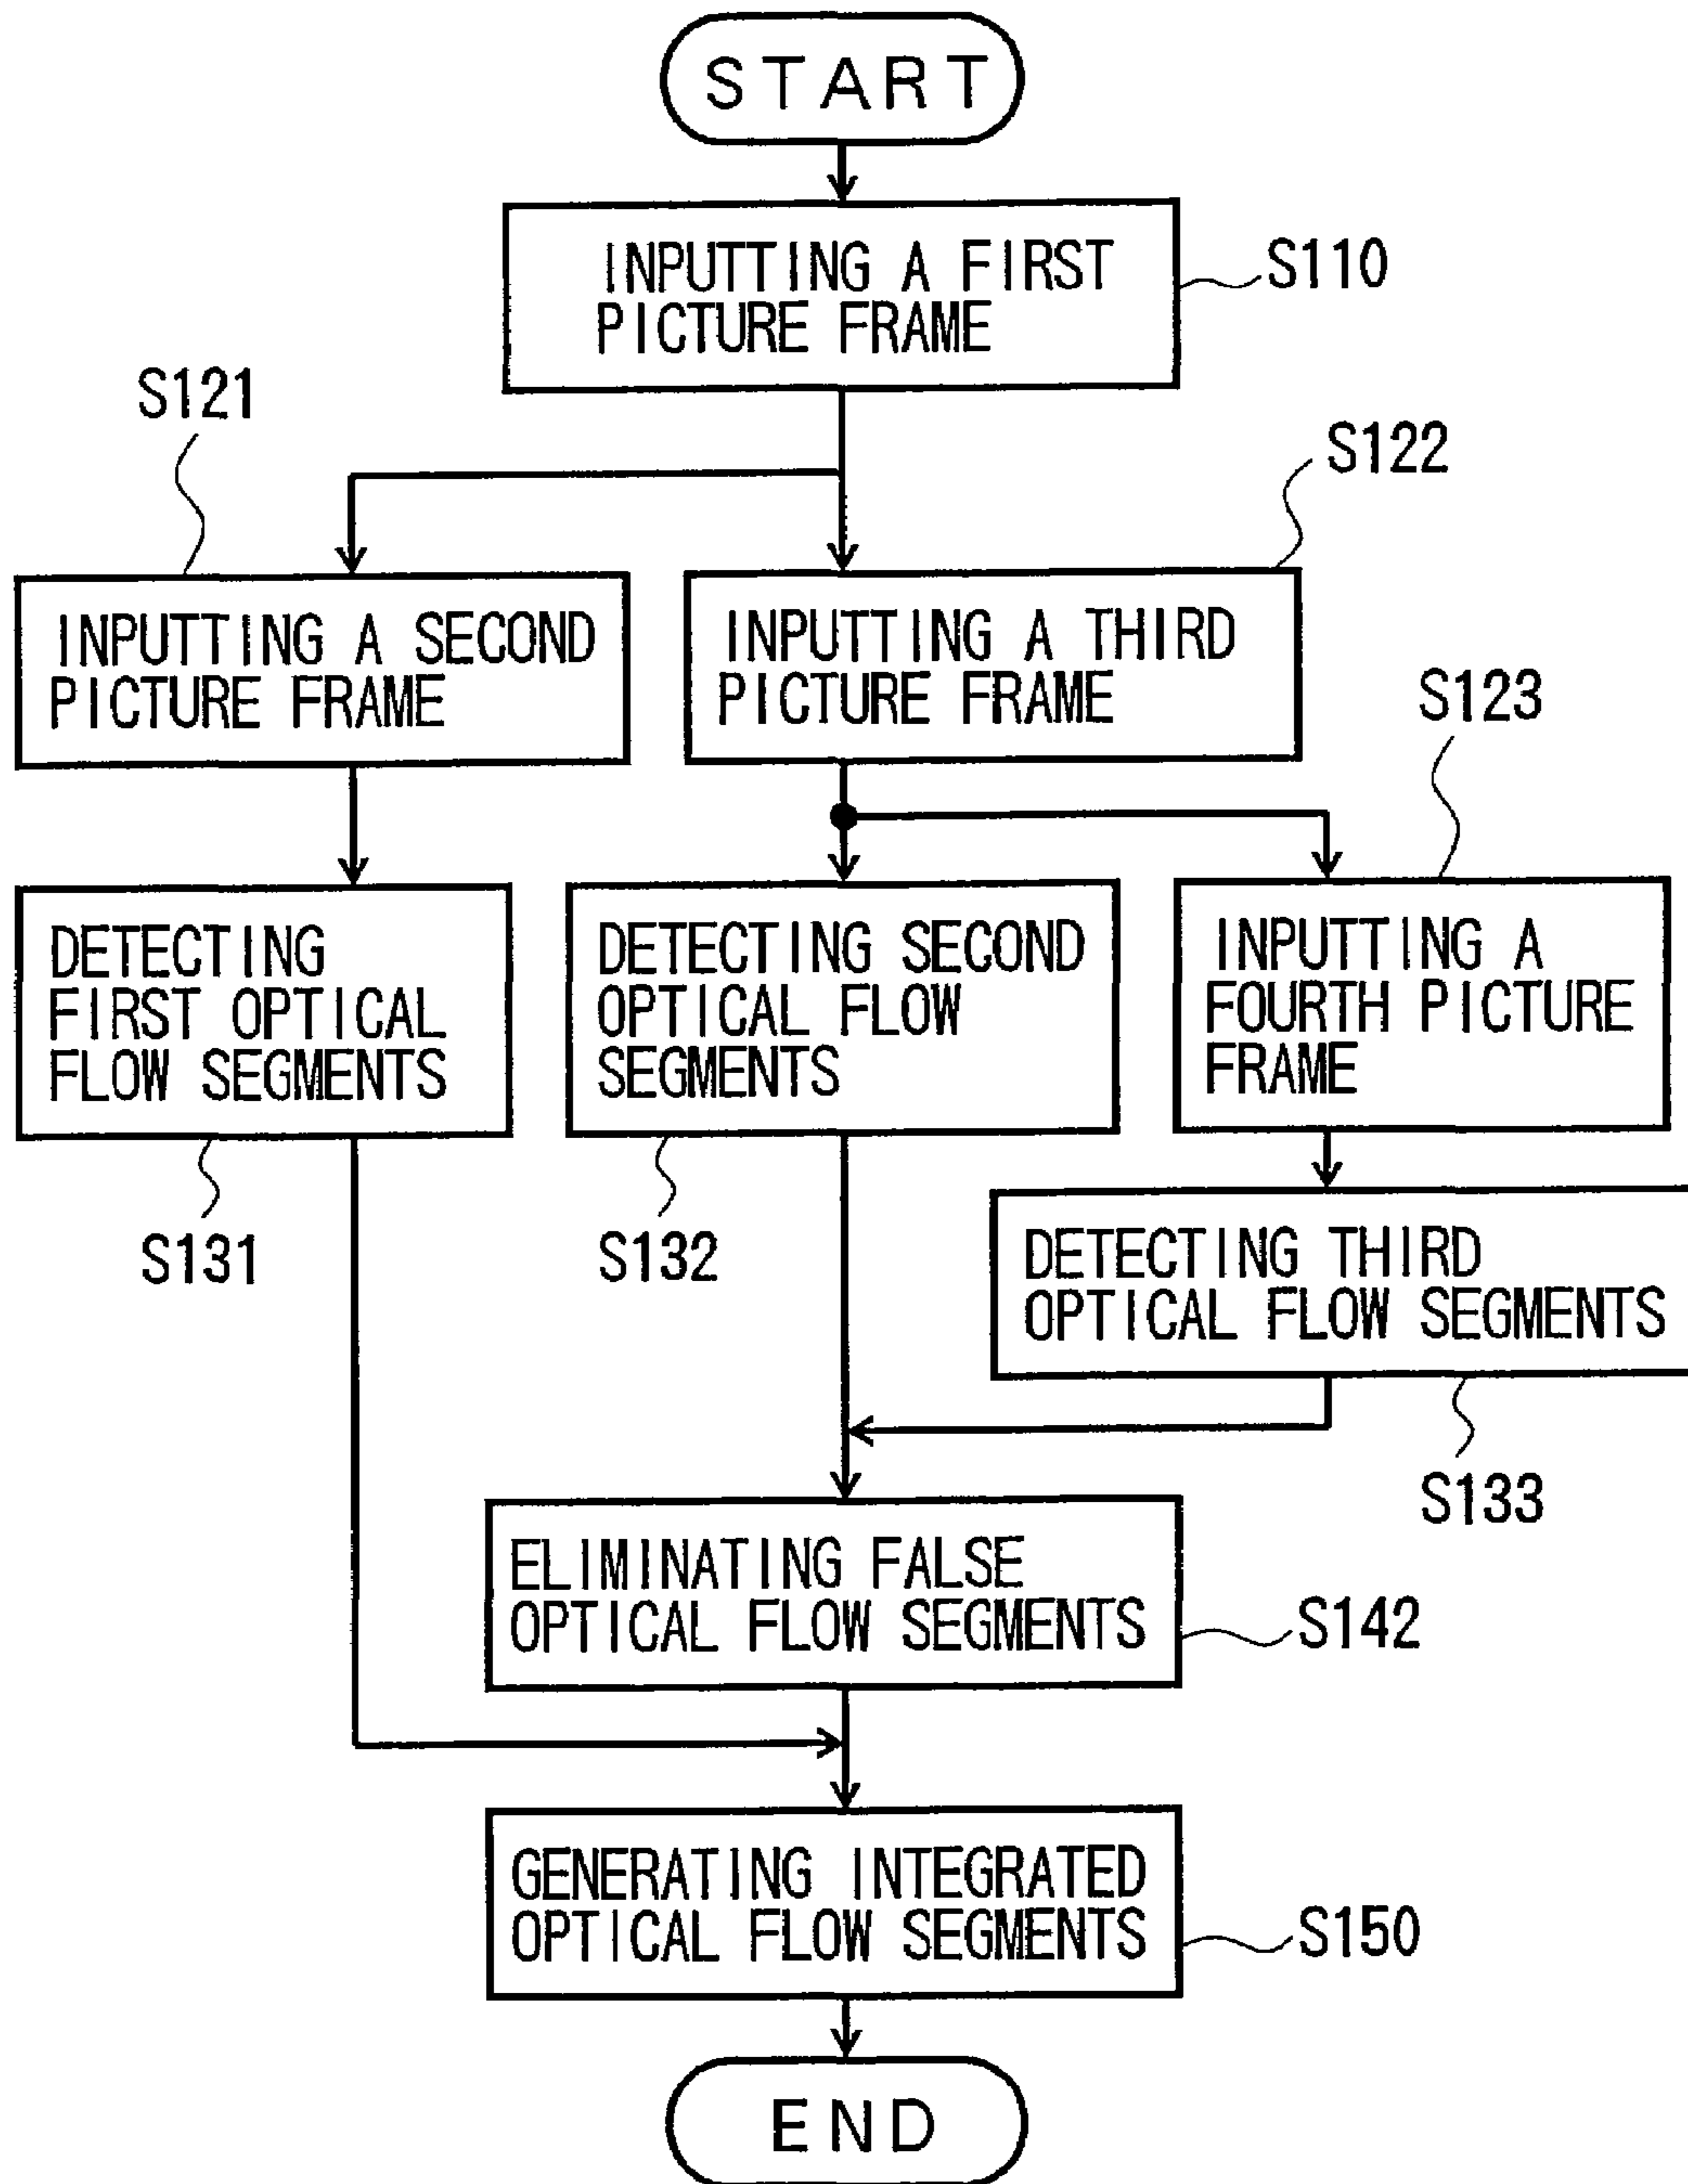 START
INPUTTING A FIRST
PICTURE FRAME
S110
S121
S122
INPUTTING A SECOND
PICTURE FRAME
INPUTTING A THIRD
PICTURE FRAME
S123
DETECTING
FIRST OPTICAL
FLOW SEGMENTS
DETECTING SECOND
OPTICAL FLOW
SEGMENTS
INPUTTING A
FOURTH PICTURE
FRAME
S131
S132
DETECTING THIRD
OPTICAL FLOW SEGMENTS
S133
ELIMINATING FALSE
OPTICAL FLOW SEGMENTS
S142
GENERATING INTEGRATED
OPTICAL FLOW SEGMENTS
S150
END